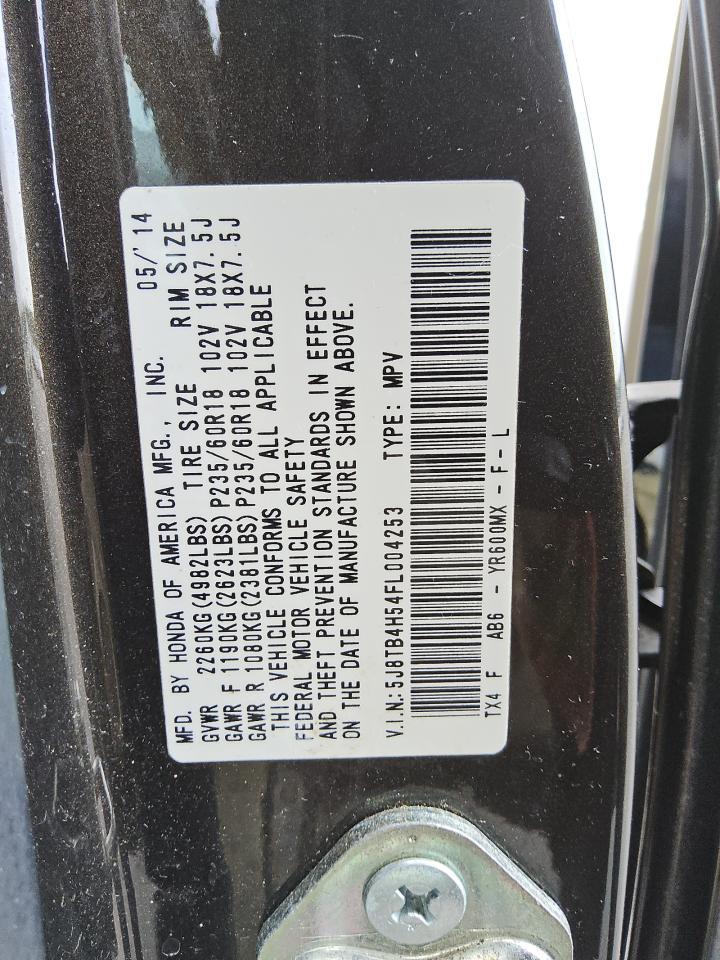 MFD. BY HONDA OF AMERICA MFG., INC. 05/'14
GVWR 2260KG(4982LBS) TIRE SIZE RIM SIZE
GAWR F 1190KG(2623LBS)P235/60R18 102V 18X7.5J
GAWR R 1080KG(2381LBS)P235/60R18 102V 18X7.5J
THIS VEHICLE CONFORMS TO ALL APPLICABLE
FEDERAL MOTOR VEHICLE SAFETY
AND THEFT PREVENTION STANDARDS IN EFFECT
ON THE DATE OF MANUFACTURE SHOWN ABOVE.
V.I.N.: 5J8TB4H54FL004253 TYPE: MPV
TX4 F AB6 - YR600MX - F - L